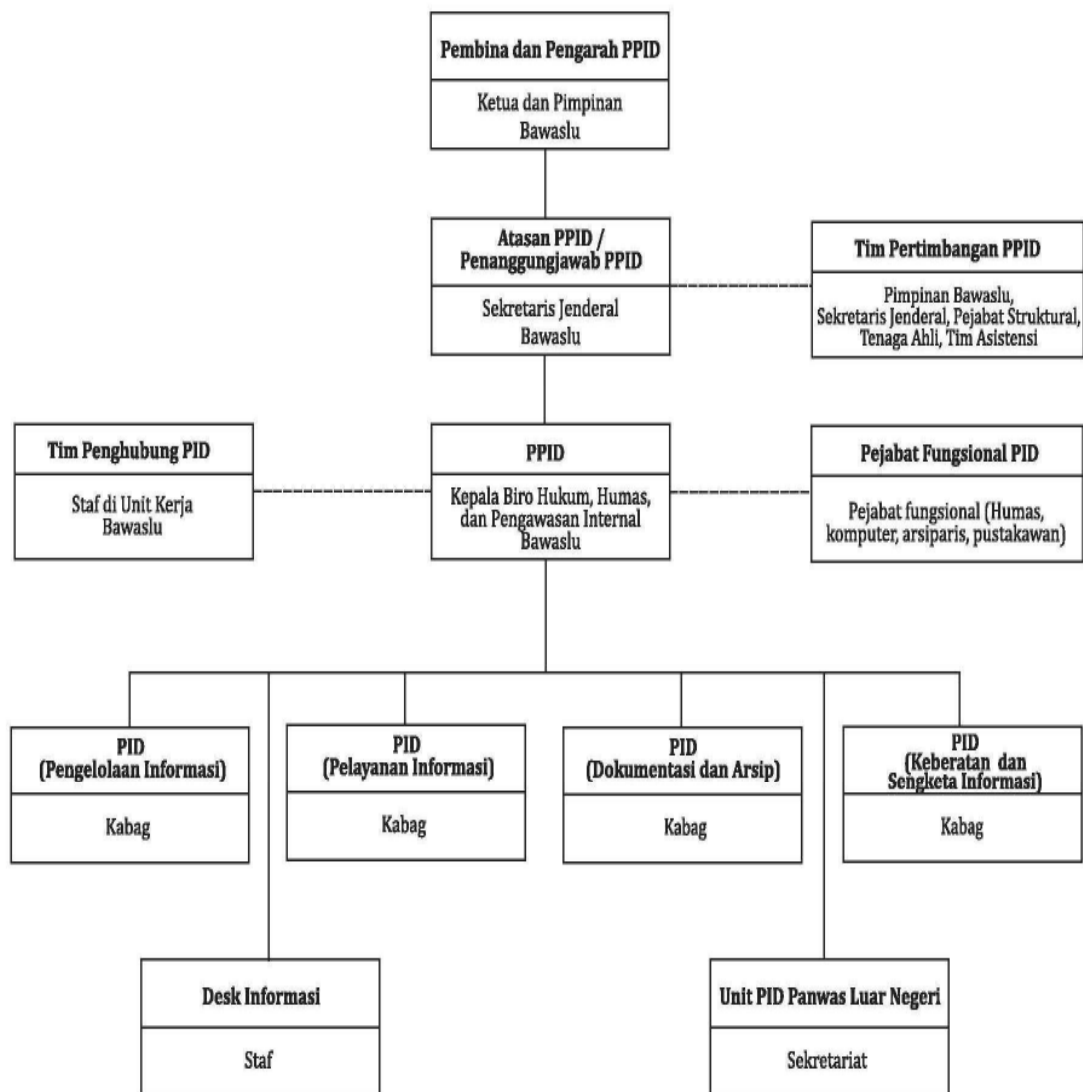 Pembina dan Pengarah PPID
Ketua dan Pimpinan
Bawaslu
Atasan PPID /
Penanggungjawab PPID
Sekretaris Jenderal
Bawaslu
Tim Pertimbangan PPID
Pimpinan Bawaslu,
Sekretaris Jenderal, Pejabat Struktural,
Tenaga Ahli, Tim Asistensi
Tim Penghubung PID
Staf di Unit Kerja
Bawaslu
PPID
Kepala Biro Hukum, Humas,
dan Pengawasan Internal
Bawaslu
Pejabat Fungsional PID
Pejabat fungsional (Humas,
komputer, arsiparis, pustakawan)
PID
(Pengelolaan Informasi)
Kabag
PID
(Pelayanan Informasi)
Kabag
PID
(Dokumentasi dan Arsip)
Kabag
PID
(Keberatan dan
Sengketa Informasi)
Kabag
Desk Informasi
Staf
Unit PID Panwas Luar Negeri
Sekretariat